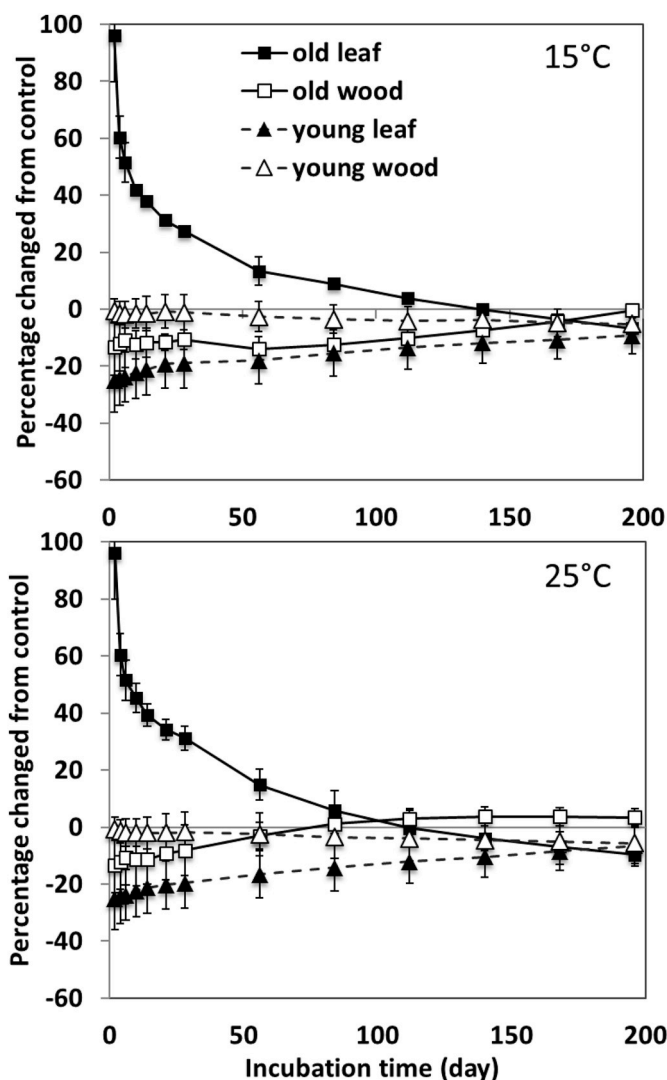 Percentage changed from control
100
80
60
40
20
0
-20
-40
-60
old leaf
old wood
young leaf
young wood
15°C
0 50 100 150 200
Percentage changed from control
100
80
60
40
20
0
-20
-40
-60
25°C
0 50 100 150 200
Incubation time (day)